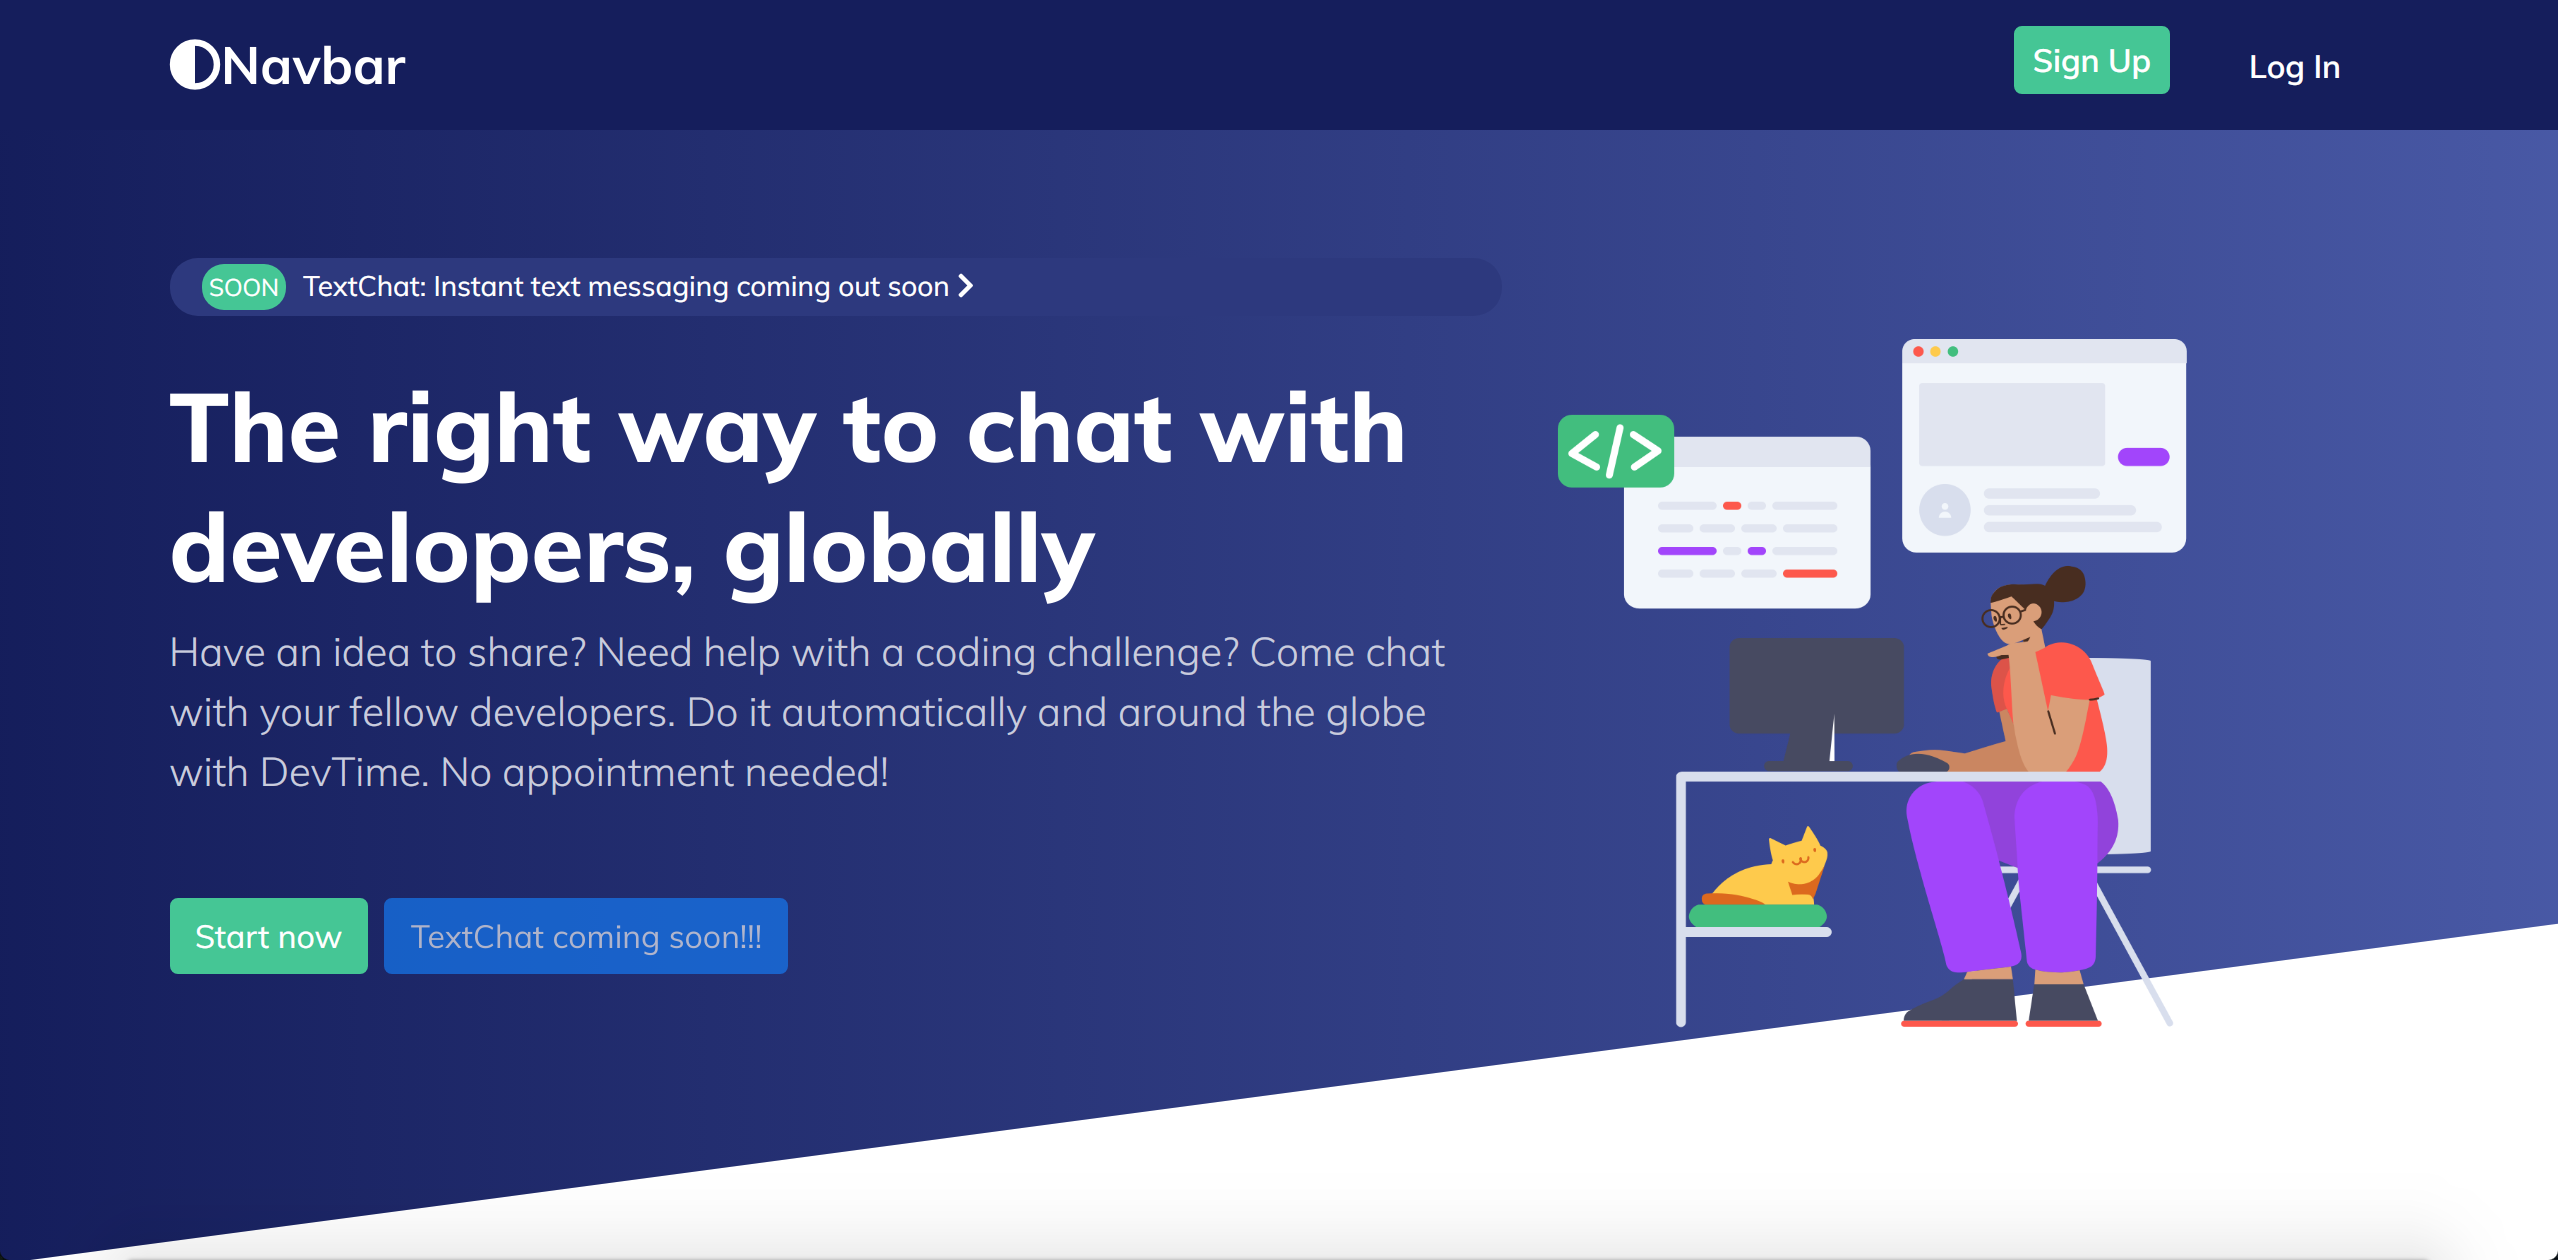 Navbar
Sign Up
Log In
SOON TextChat: Instant text messaging coming out soon
The right way to chat with
developers, globally
Have an idea to share? Need help with a coding challenge? Come chat
with your fellow developers. Do it automatically and around the globe
with DevTime. No appointment needed!
Start now
TextChat coming soon!!!